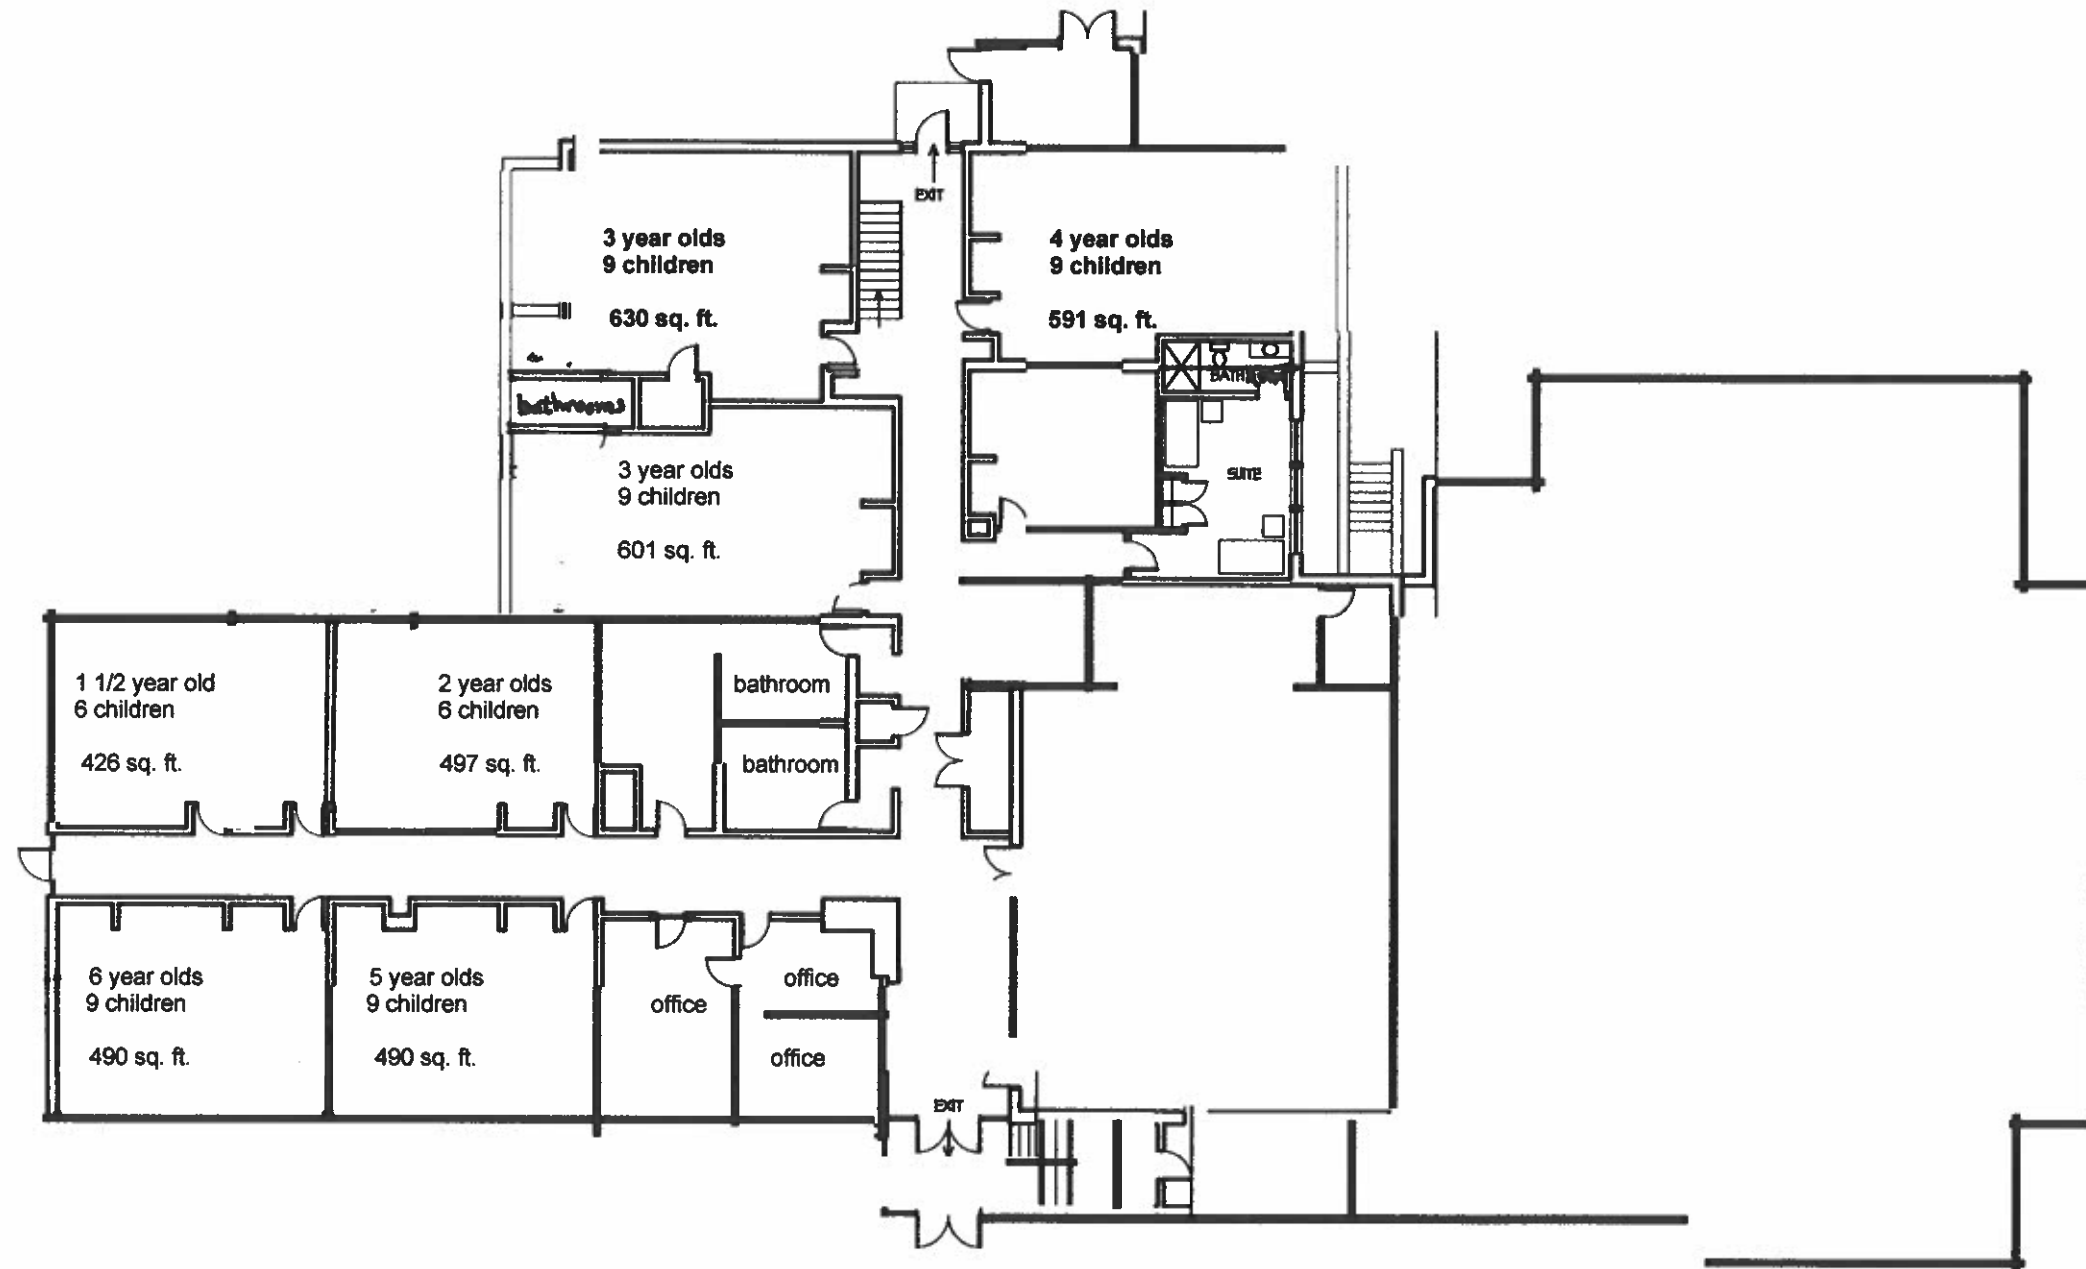 EXIT
3 year olds
9 children
630 sq. ft.
4 year olds
9 children
591 sq. ft.
BATH
bathrooms
SUITE
3 year olds
9 children
601 sq. ft.
1 1/2 year old
6 children
426 sq. ft.
2 year olds
6 children
497 sq. ft.
bathroom
bathroom
6 year olds
9 children
490 sq. ft.
5 year olds
9 children
490 sq. ft.
office
office
office
EXIT